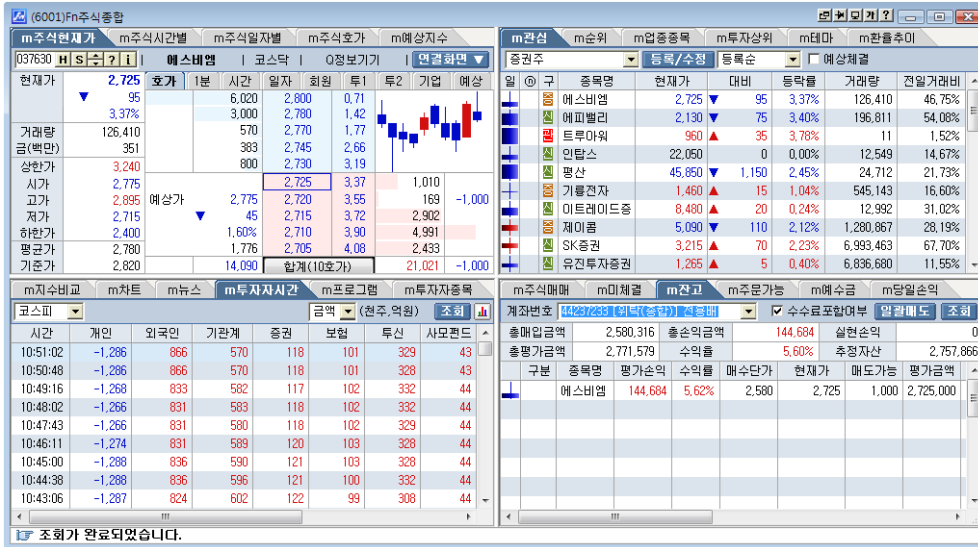 (6001)Fn주식종합
m주식현재가 m주식시간별 m주식일자별 m주식호가 m예상지수
037630 H S ? i 에스비엠 | 코스닥 | Q정보기기 | 연결화면
현재가 2,725 호가 1분 시간 일자 회원 투1 투2 기업 예상
▼ 95 6,020 2,800 0,71
3,37% 3,000 2,780 1,42
거래량 126,410 570 2,770 1,77
금(백만) 351 383 2,745 2,66
상한가 3,240 800 2,730 3,19
시가 2,775 2,725 3,37 1,010
고가 2,895 예상가 2,775 2,720 3,55 169 -1,000
저가 2,715 ▼ 45 2,715 3,72 2,902
하한가 2,400 1,60% 2,710 3,90 4,991
평균가 2,780 1,776 2,705 4,08 2,433
기준가 2,820 14,090 합계(10호가) 21,021 -1,000
m관심 m순위 m업종종목 m투자상위 m테마 m환율추이
증권주 등록/수정 등록순 예상체결
일 ⓝ 구 종목명 현재가 대비 등락률 거래량 전일거래비
증 에스비엠 2,725 ▼ 95 3,37% 126,410 46,75%
신 에피밸리 2,130 ▼ 75 3,40% 196,811 54,08%
관 트루아워 960 ▲ 35 3,78% 11 1,52%
신 인탑스 22,050 0 0,00% 12,549 14,67%
신 평산 45,850 ▼ 1,150 2,45% 24,712 21,73%
증 기륭전자 1,460 ▲ 15 1,04% 545,143 16,60%
신 이트레이드증 8,480 ▲ 20 0,24% 12,992 31,02%
증 제이콤 5,090 ▼ 110 2,12% 1,280,867 28,19%
신 SK증권 3,215 ▲ 70 2,23% 6,993,463 67,70%
신 유진투자증권 1,265 ▲ 5 0,40% 6,836,680 11,55%
m지수비교 m차트 m뉴스 m투자자시간 m프로그램 m투자자종목
코스피 금액 (현주,억원) 조회
시간 개인 외국인 기관계 증권 보험 투신 사모펀드
10:51:02 -1,286 866 570 118 101 329 43
10:50:48 -1,286 866 570 118 101 328 43
10:49:16 -1,268 833 582 117 102 332 44
10:48:02 -1,266 831 583 118 102 332 44
10:47:43 -1,266 831 580 118 102 329 44
10:46:11 -1,274 831 589 120 103 328 44
10:45:00 -1,288 836 590 121 103 328 44
10:44:38 -1,288 836 596 121 100 332 44
10:43:06 -1,287 824 602 122 99 308 44
m주식매매 m미체결 m잔고 m주문가능 m예수금 m당일손익
계좌번호 44237233 [위탁(종합)] 전용배 수수료포함여부 일괄매도 조회
총매입금액 2,580,316 총손익금액 144,684 실현손익 0
총평가금액 2,771,579 수익률 5,60% 추정자산 2,757,866
구분 종목명 평가손익 수익률 매수단가 현재가 매도가능 평가금액
에스비엠 144,684 5,62% 2,580 2,725 1,000 2,725,000
조회가 완료되었습니다.